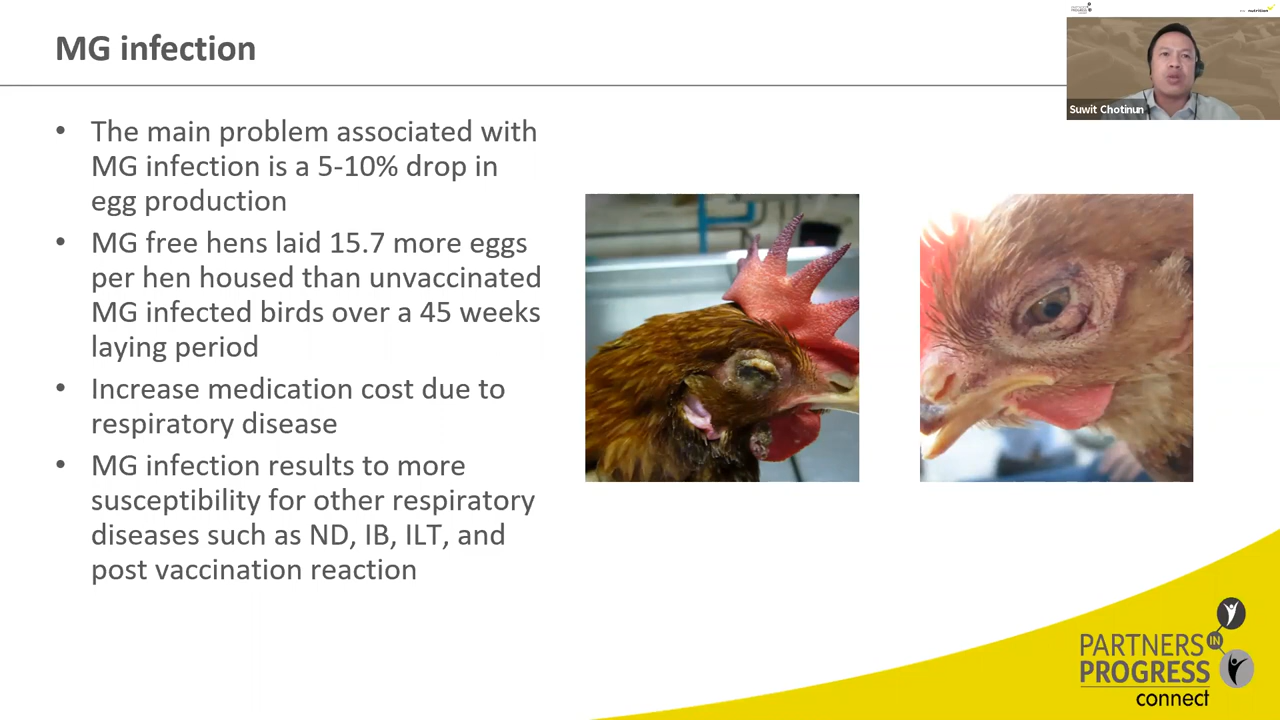 MG infection
Suwit Chotinun
• The main problem associated with
MG infection is a 5-10% drop in
egg production
• MG free hens laid 15.7 more eggs
per hen housed than unvaccinated
MG infected birds over a 45 weeks
laying period
• Increase medication cost due to
respiratory disease
• MG infection results to more
susceptibility for other respiratory
diseases such as ND, IB, ILT, and
post vaccination reaction
PARTNERS IN
PROGRESS
connect